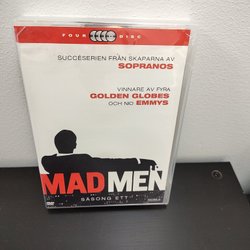 FOUR DISC
SUCCÉSERIEN FRÅN SKAPARNA AV
SOPRANOS
VINNARE AV FYRA
GOLDEN GLOBES
OCH NIO EMMYS
MAD MEN
SÄSONG ETT